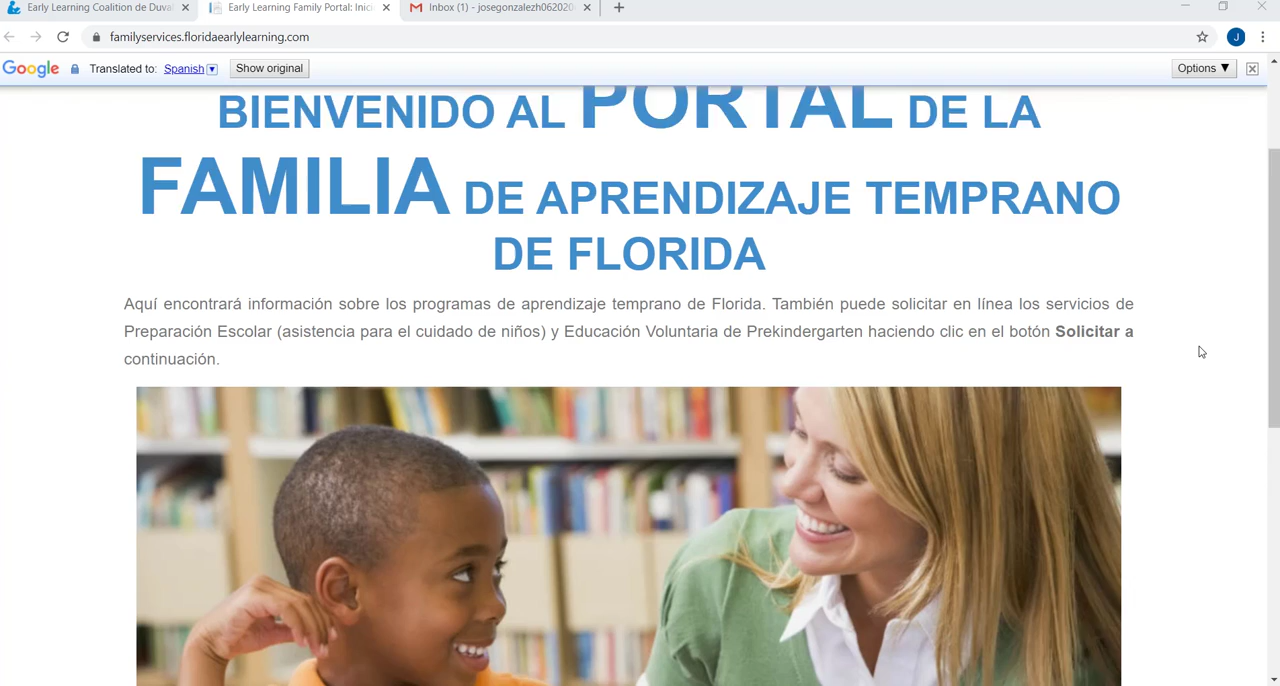 Early Learning Coalition de Duval
Early Learning Family Portal: Inic
Inbox (1) - josegonzalezh062020
familyservices.floridaearlylearning.com
J
Google Translated to: Spanish Show original Options ▼
BIENVENIDO AL PORTAL DE LA
FAMILIA DE APRENDIZAJE TEMPRANO
DE FLORIDA
Aquí encontrará información sobre los programas de aprendizaje temprano de Florida. También puede solicitar en línea los servicios de
Preparación Escolar (asistencia para el cuidado de niños) y Educación Voluntaria de Prekindergarten haciendo clic en el botón Solicitar a
continuación.